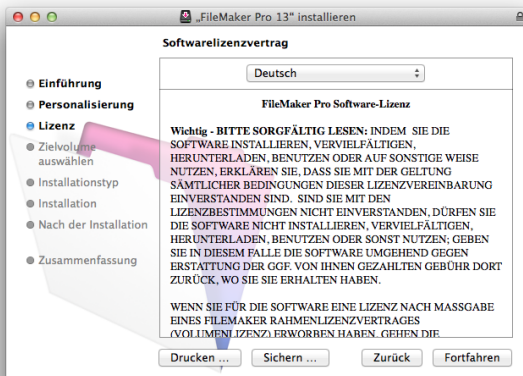 „FileMaker Pro 13“ installieren
Softwarelizenzvertrag
Einführung
Personalisierung
Lizenz
Zielvolume
auswählen
Installationstyp
Installation
Nach der Installation
Zusammenfassung
Deutsch
FileMaker Pro Software-Lizenz
Wichtig - BITTE SORGFÄLTIG LESEN: INDEM SIE DIE
SOFTWARE INSTALLIEREN, VERVIELFÄLTIGEN,
HERUNTERLADEN, BENUTZEN ODER AUF SONSTIGE WEISE
NUTZEN, ERKLÄREN SIE, DASS SIE MIT DER GELTUNG
SÄMTLICHER BEDINGUNGEN DIESER LIZENZVEREINBARUNG
EINVERSTANDEN SIND. SIND SIE MIT DEN
LIZENZBESTIMMUNGEN NICHT EINVERSTANDEN, DÜRFEN SIE
DIE SOFTWARE NICHT INSTALLIEREN, VERVIELFÄLTIGEN,
HERUNTERLADEN, BENUTZEN ODER SONST NUTZEN; GEBEN
SIE IN DIESEM FALLE DIE SOFTWARE UMGEHEND GEGEN
ERSTATTUNG DER GGF. VON IHNEN GEZAHLTEN GEBÜHR DORT
ZURÜCK, WO SIE SIE ERHALTEN HABEN.
WENN SIE FÜR DIE SOFTWARE EINE LIZENZ NACH MASSGABE
EINES FILEMAKER RAHMENLIZENZVERTRAGES
(VOLUMENLIZENZ) ERWORBEN HABEN, GEHEN DIE
Drucken ...
Sichern ...
Zurück
Fortfahren